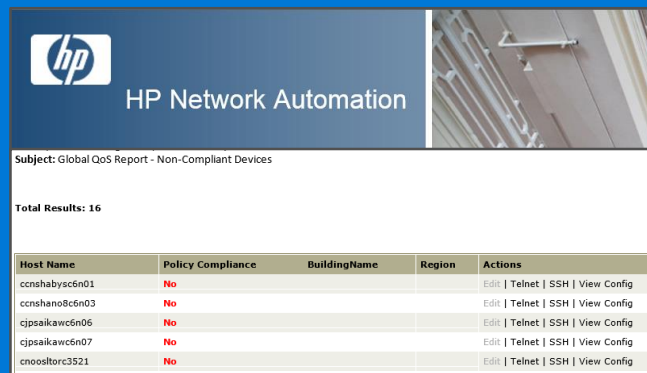 hp
HP Network Automation
Subject: Global QoS Report - Non-Compliant Devices
Total Results: 16
Host Name Policy Compliance BuildingName Region Actions
ccnshabysc6n01 No Edit | Telnet | SSH | View Config
ccnshano8c6n03 No Edit | Telnet | SSH | View Config
cjpsaikawc6n06 No Edit | Telnet | SSH | View Config
cjpsaikawc6n07 No Edit | Telnet | SSH | View Config
cnoosltorc3521 No Edit | Telnet | SSH | View Config